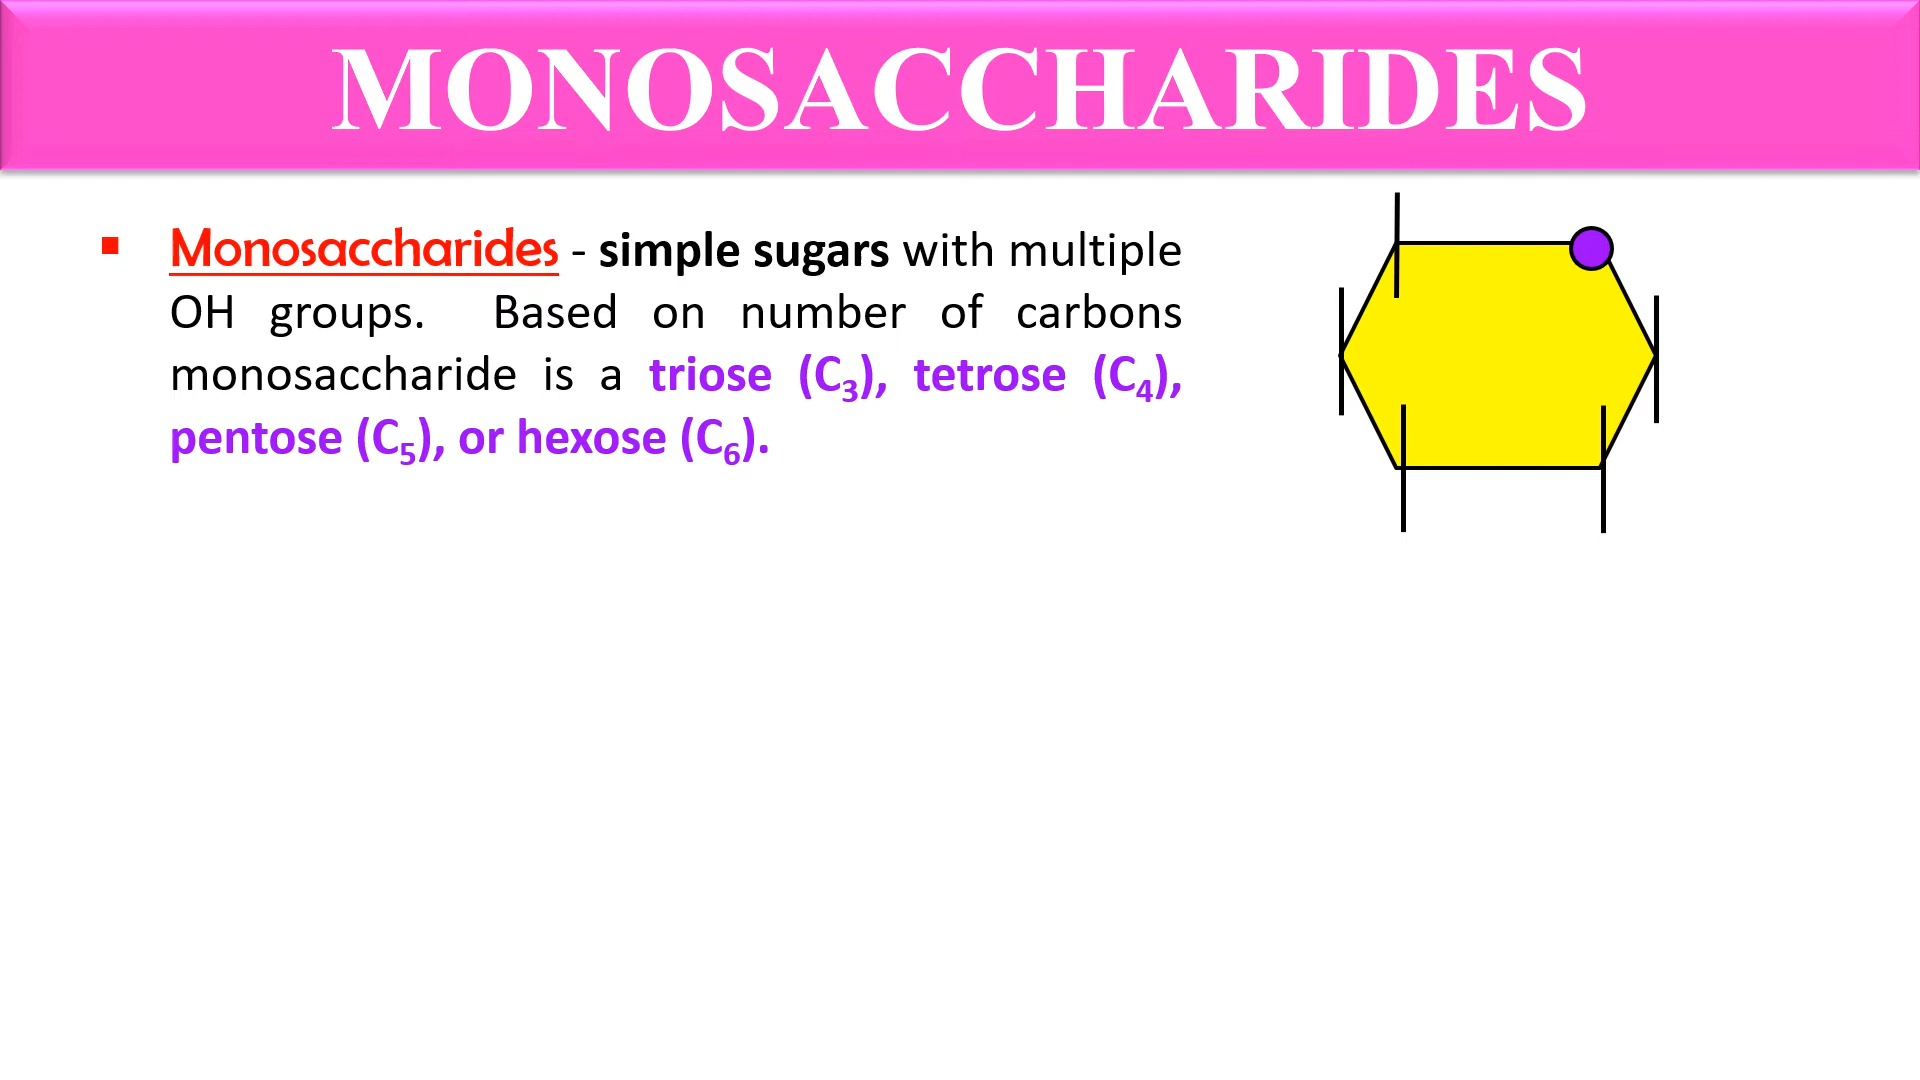 MONOSACCHARIDES
▪ Monosaccharides - simple sugars with multiple
OH groups. Based on number of carbons
monosaccharide is a triose (C₃), tetrose (C₄),
pentose (C₅), or hexose (C₆).